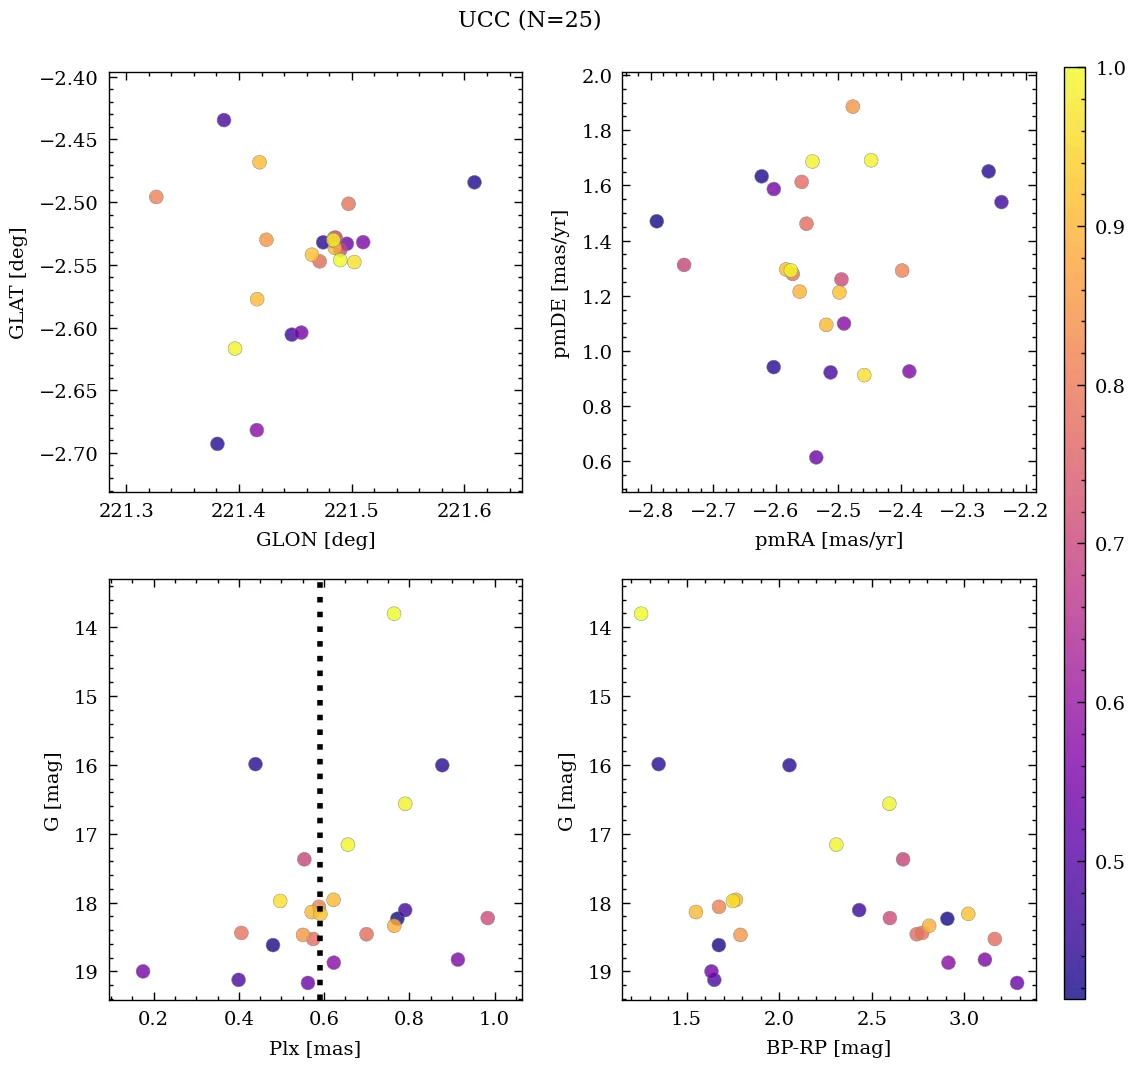 UCC (N=25)
−2.40
−2.45
−2.50
−2.55
−2.60
−2.65
−2.70
GLAT [deg]
221.3 221.4 221.5 221.6
GLON [deg]
2.0
1.8
1.6
1.4
1.2
1.0
0.8
0.6
pmDE [mas/yr]
−2.8 −2.7 −2.6 −2.5 −2.4 −2.3 −2.2
pmRA [mas/yr]
14
15
16
17
18
19
G [mag]
0.2 0.4 0.6 0.8 1.0
Plx [mas]
14
15
16
17
18
19
G [mag]
1.5 2.0 2.5 3.0
BP-RP [mag]
1.0
0.9
0.8
0.7
0.6
0.5